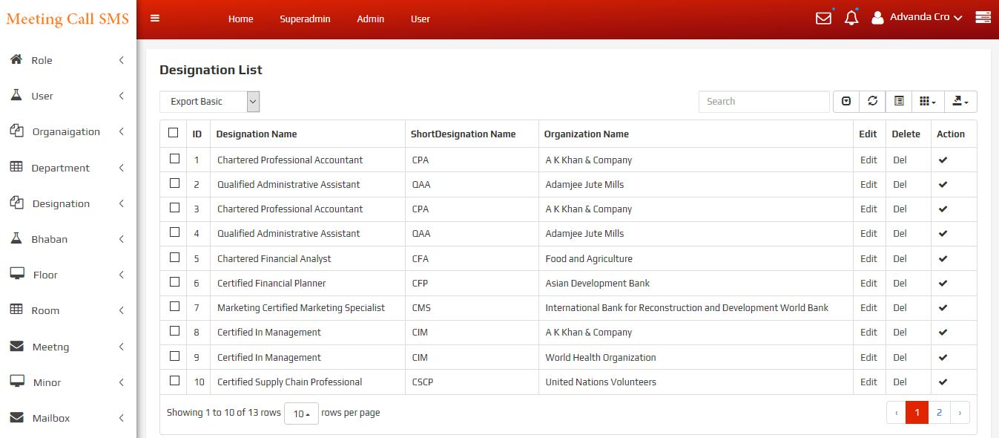 Meeting Call SMS
Home Superadmin Admin User Advanda Cro
Role
User
Organaigation
Department
Designation
Bhaban
Floor
Room
Meetng
Minor
Mailbox
Designation List
Export Basic Search
ID Designation Name ShortDesignation Name Organization Name Edit Delete Action
1 Chartered Professional Accountant CPA A K Khan & Company Edit Del
2 Qualified Administrative Assistant QAA Adamjee Jute Mills Edit Del
3 Chartered Professional Accountant CPA A K Khan & Company Edit Del
4 Qualified Administrative Assistant QAA Adamjee Jute Mills Edit Del
5 Chartered Financial Analyst CFA Food and Agriculture Edit Del
6 Certified Financial Planner CFP Asian Development Bank Edit Del
7 Marketing Certified Marketing Specialist CMS International Bank for Reconstruction and Development World Bank Edit Del
8 Certified In Management CIM A K Khan & Company Edit Del
9 Certified In Management CIM World Health Organization Edit Del
10 Certified Supply Chain Professional CSCP United Nations Volunteers Edit Del
Showing 1 to 10 of 13 rows 10 rows per page ‹ 1 2 ›